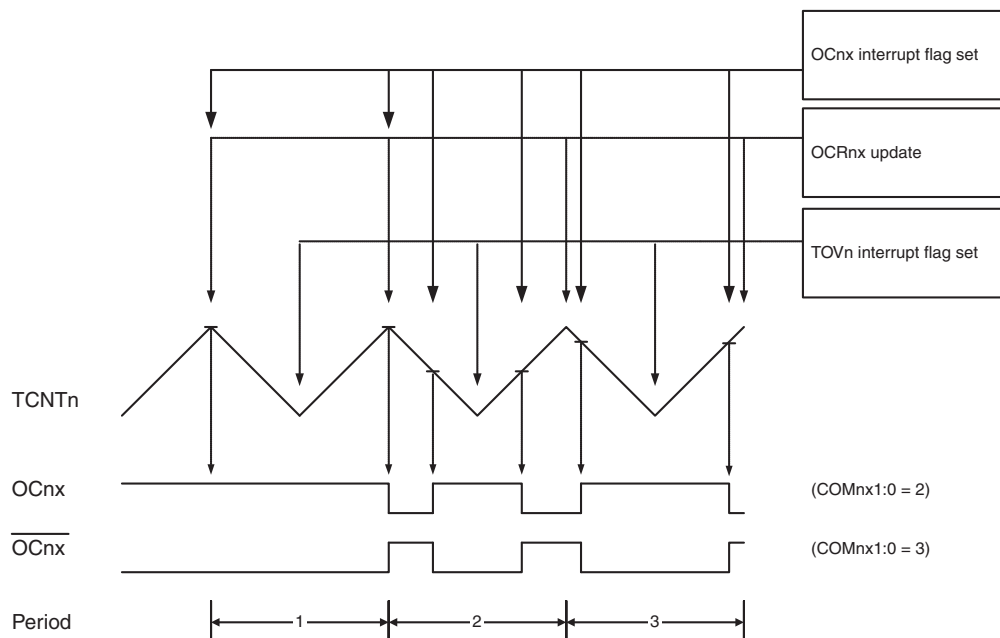 OCnx interrupt flag set
OCRnx update
TOVn interrupt flag set
TCNTn
OCnx (COMnx1:0 = 2)
OCnx (COMnx1:0 = 3)
Period 1 2 3